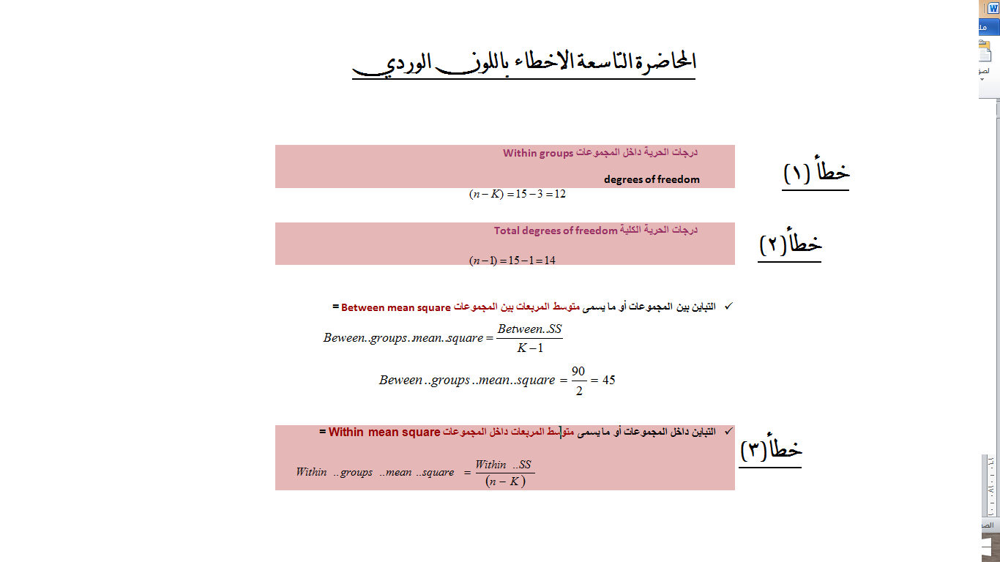 المحاضرة التاسعة الاخطاء باللون الوردي
درجات الحرية داخل المجموعات Within groups
degrees of freedom
خطأ (١)
(n − K) = 15 − 3 = 12
درجات الحرية الكلية Total degrees of freedom
خطأ(٢)
(n − 1) = 15 − 1 = 14
✓ التباين بين المجموعات أو ما يسمى متوسط المربعات بين المجموعات Between mean square =
Beween..groups..mean..square = Between..SS / K − 1
Beween ..groups ..mean..square = 90 / 2 = 45
✓ التباين داخل المجموعات أو ما يسمى متوسط المربعات داخل المجموعات Within mean square =
خطأ(٣)
Within ..groups ..mean ..square = Within ..SS / (n − K)